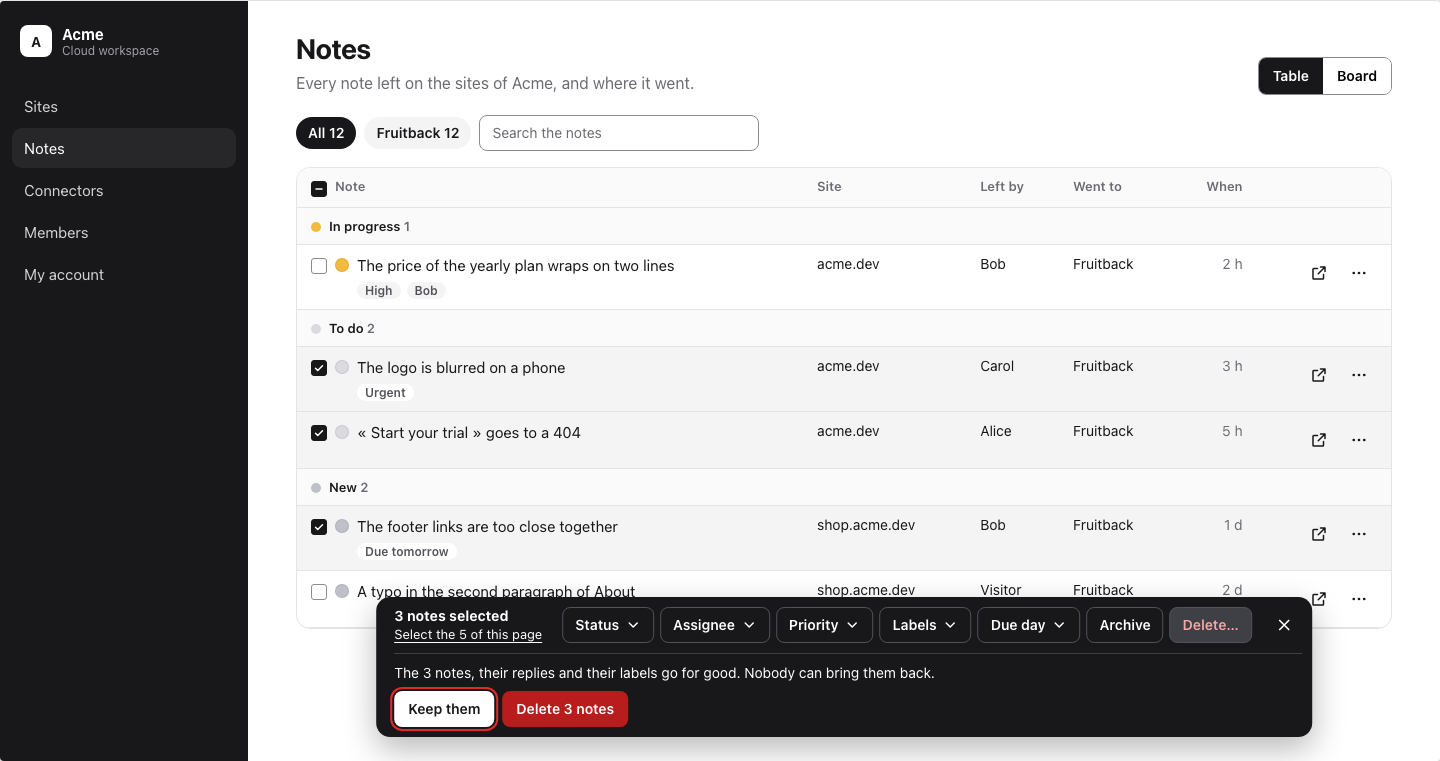 A
Acme
Cloud workspace
Sites
Notes
Connectors
Members
My account
Notes
Every note left on the sites of Acme, and where it went.
Table
Board
All 12
Fruitback 12
Search the notes
Note Site Left by Went to When
In progress 1
The price of the yearly plan wraps on two lines acme.dev Bob Fruitback 2 h
High Bob
To do 2
The logo is blurred on a phone acme.dev Carol Fruitback 3 h
Urgent
« Start your trial » goes to a 404 acme.dev Alice Fruitback 5 h
New 2
The footer links are too close together shop.acme.dev Bob Fruitback 1 d
Due tomorrow
A typo in the second paragraph of About shop.acme.dev Visitor Fruitback 2 d
3 notes selected
Select the 5 of this page
Status Assignee Priority Labels Due day Archive Delete...
The 3 notes, their replies and their labels go for good. Nobody can bring them back.
Keep them Delete 3 notes